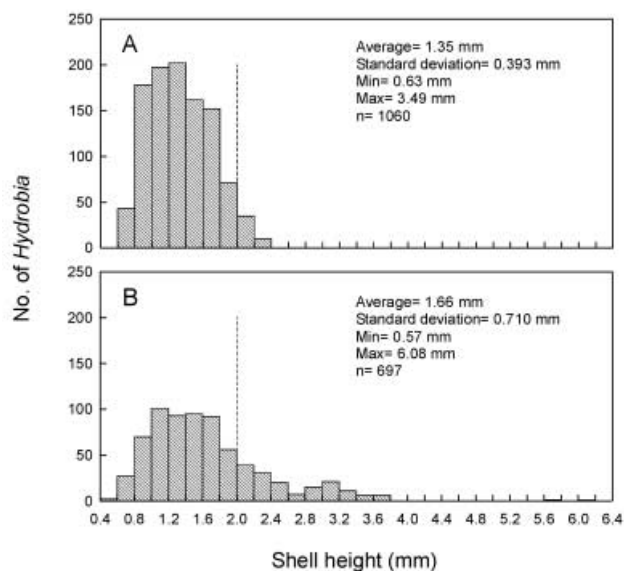 250
200
150
100
50
0
A
Average= 1.35 mm
Standard deviation= 0.393 mm
Min= 0.63 mm
Max= 3.49 mm
n= 1060
No. of Hydrobia
250
200
150
100
50
0
B
Average= 1.66 mm
Standard deviation= 0.710 mm
Min= 0.57 mm
Max= 6.08 mm
n= 697
0.4 0.8 1.2 1.6 2.0 2.4 2.8 3.2 3.6 4.0 4.4 4.8 5.2 5.6 6.0 6.4
Shell height (mm)